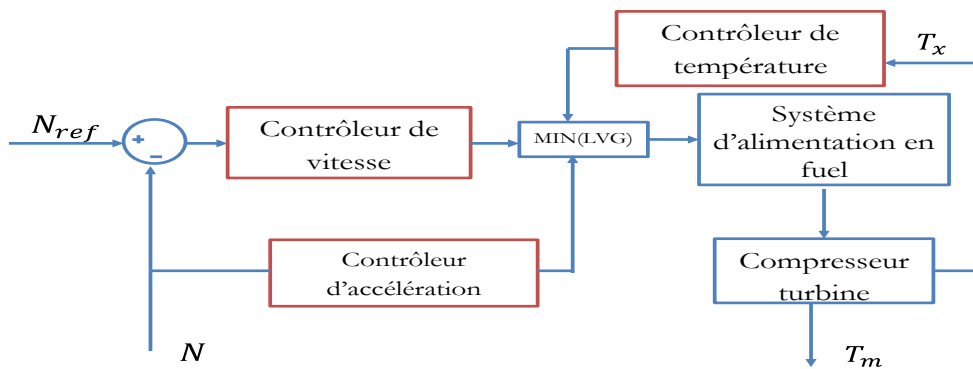 Contrôleur de
température
T_x
N_ref
+
−
Contrôleur de
vitesse
MIN(LVG)
Système
d'alimentation en
fuel
Contrôleur
d'accélération
Compresseur
turbine
N
T_m